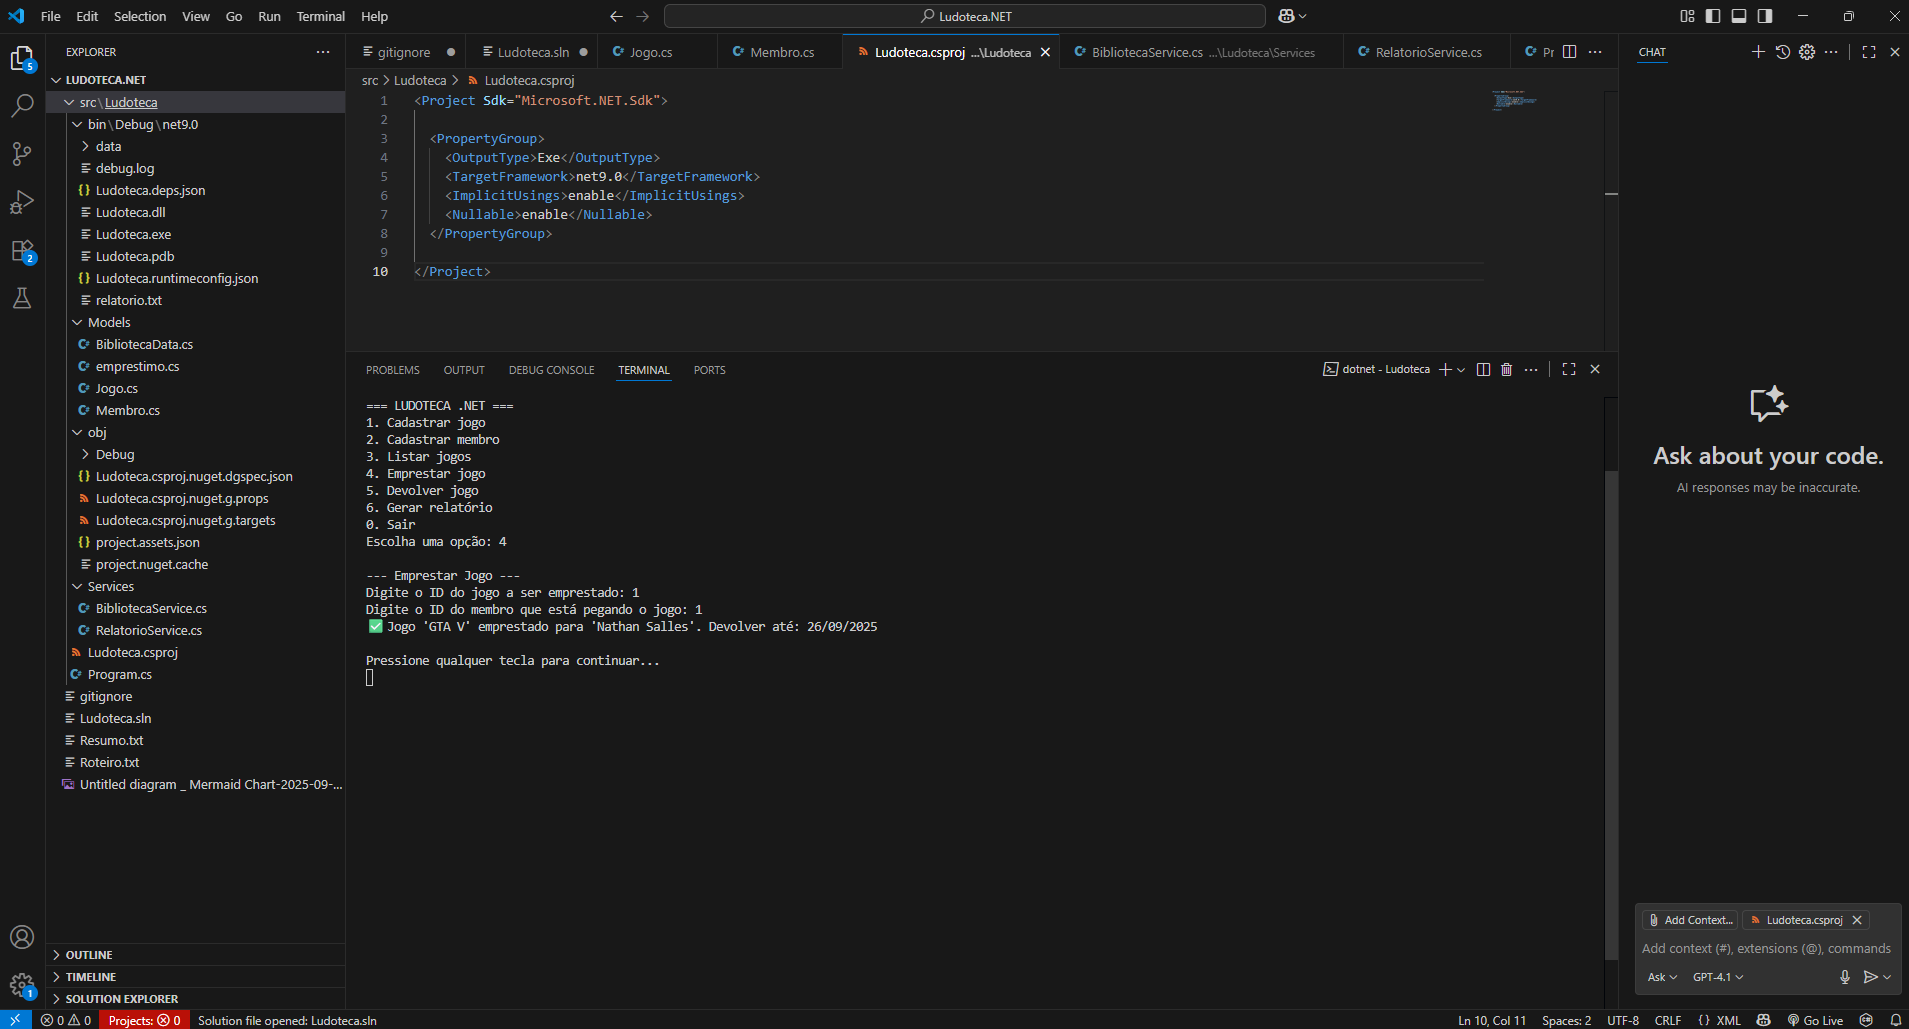 File Edit Selection View Go Run Terminal Help
Ludoteca.NET
EXPLORER
LUDOTECA.NET
src\Ludoteca
bin\Debug\net9.0
data
debug.log
Ludoteca.deps.json
Ludoteca.dll
Ludoteca.exe
Ludoteca.pdb
Ludoteca.runtimeconfig.json
relatorio.txt
Models
BibliotecaData.cs
emprestimo.cs
Jogo.cs
Membro.cs
obj
Debug
Ludoteca.csproj.nuget.dgspec.json
Ludoteca.csproj.nuget.g.props
Ludoteca.csproj.nuget.g.targets
project.assets.json
project.nuget.cache
Services
BibliotecaService.cs
RelatorioService.cs
Ludoteca.csproj
Program.cs
gitignore
Ludoteca.sln
Resumo.txt
Roteiro.txt
Untitled diagram _ Mermaid Chart-2025-09-...
OUTLINE
TIMELINE
SOLUTION EXPLORER
5
2
1
gitignore Ludoteca.sln Jogo.cs Membro.cs Ludoteca.csproj ...\Ludoteca BibliotecaService.cs ...\Ludoteca\Services RelatorioService.cs Pr
src > Ludoteca > Ludoteca.csproj
1 <Project Sdk="Microsoft.NET.Sdk">
2
3 <PropertyGroup>
4 <OutputType>Exe</OutputType>
5 <TargetFramework>net9.0</TargetFramework>
6 <ImplicitUsings>enable</ImplicitUsings>
7 <Nullable>enable</Nullable>
8 </PropertyGroup>
9
10 </Project>
PROBLEMS OUTPUT DEBUG CONSOLE TERMINAL PORTS
dotnet - Ludoteca
=== LUDOTECA .NET ===
1. Cadastrar jogo
2. Cadastrar membro
3. Listar jogos
4. Emprestar jogo
5. Devolver jogo
6. Gerar relatório
0. Sair
Escolha uma opção: 4
--- Emprestar Jogo ---
Digite o ID do jogo a ser emprestado: 1
Digite o ID do membro que está pegando o jogo: 1
✅ Jogo 'GTA V' emprestado para 'Nathan Salles'. Devolver até: 26/09/2025
Pressione qualquer tecla para continuar...
CHAT
Ask about your code.
AI responses may be inaccurate.
Add Context... Ludoteca.csproj
Add context (#), extensions (@), commands
Ask GPT-4.1
0 0 Projects: 0 Solution file opened: Ludoteca.sln
Ln 10, Col 11 Spaces: 2 UTF-8 CRLF {} XML Go Live